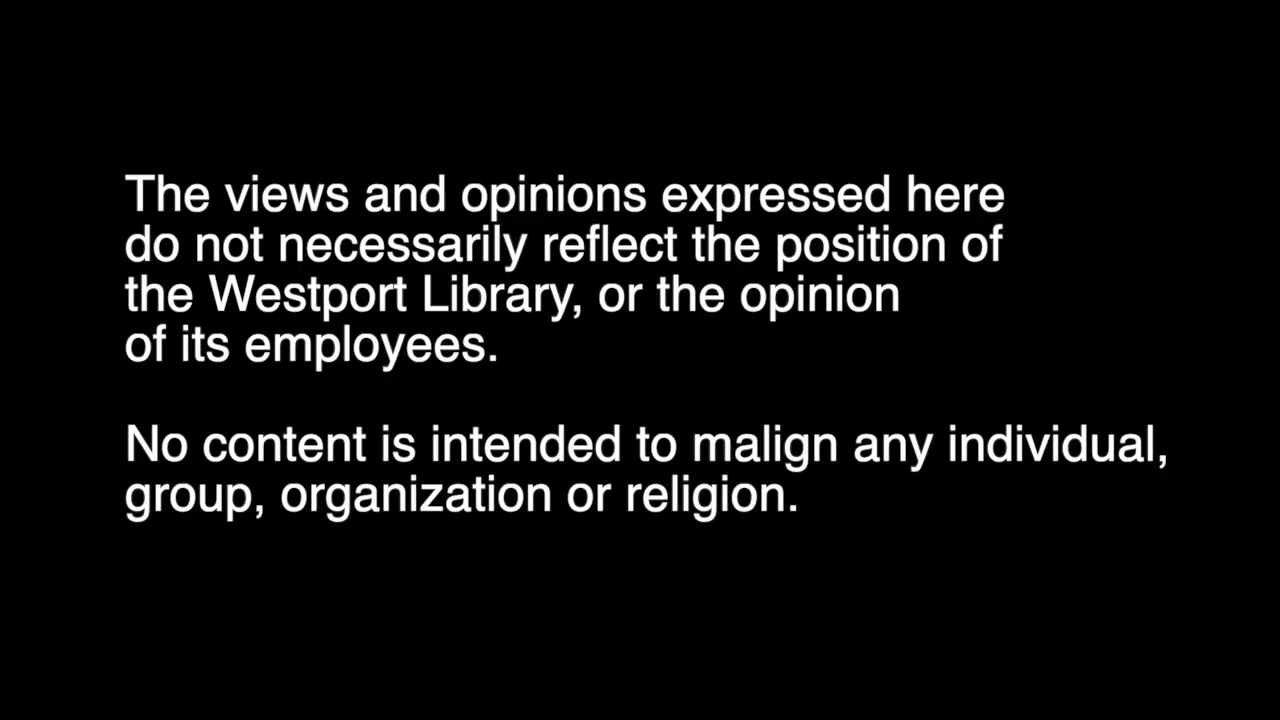 The views and opinions expressed here
do not necessarily reflect the position of
the Westport Library, or the opinion
of its employees.
No content is intended to malign any individual,
group, organization or religion.